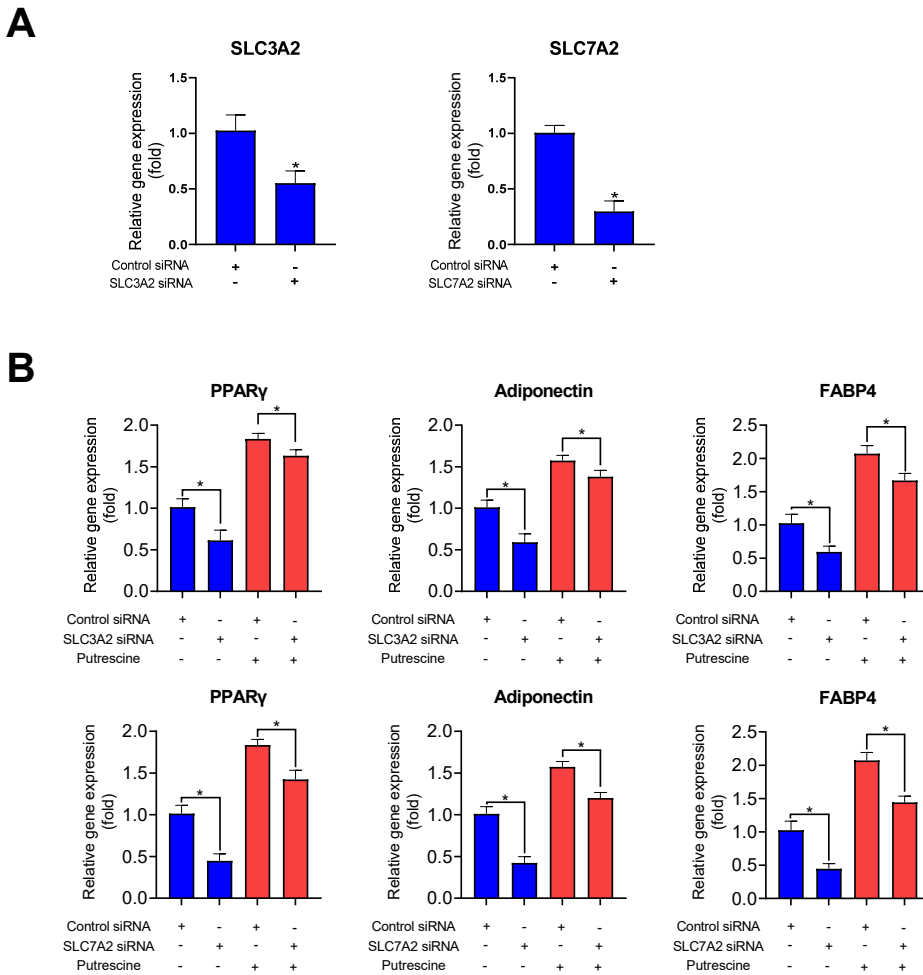 A
SLC3A2
SLC7A2
Relative gene expression
(fold)
1.5
1.0
0.5
0.0
*
Control siRNA + -
SLC3A2 siRNA - +
Relative gene expression
(fold)
1.5
1.0
0.5
0.0
*
Control siRNA + -
SLC7A2 siRNA - +
B
PPARγ
Relative gene expression
(fold)
2.0
1.5
1.0
0.5
0.0
*
*
Control siRNA + - + -
SLC3A2 siRNA - + - +
Putrescine - - + +
Adiponectin
Relative gene expression
(fold)
2.0
1.5
1.0
0.5
0.0
*
*
Control siRNA + - + -
SLC3A2 siRNA - + - +
Putrescine - - + +
FABP4
Relative gene expression
(fold)
2.5
2.0
1.5
1.0
0.5
0.0
*
*
Control siRNA + - + -
SLC3A2 siRNA - + - +
Putrescine - - + +
PPARγ
Relative gene expression
(fold)
2.0
1.5
1.0
0.5
0.0
*
*
Control siRNA + - + -
SLC7A2 siRNA - + - +
Putrescine - - + +
Adiponectin
Relative gene expression
(fold)
2.0
1.5
1.0
0.5
0.0
*
*
Control siRNA + - + -
SLC7A2 siRNA - + - +
Putrescine - - + +
FABP4
Relative gene expression
(fold)
2.5
2.0
1.5
1.0
0.5
0.0
*
*
Control siRNA + - + -
SLC7A2 siRNA - + - +
Putrescine - - + +